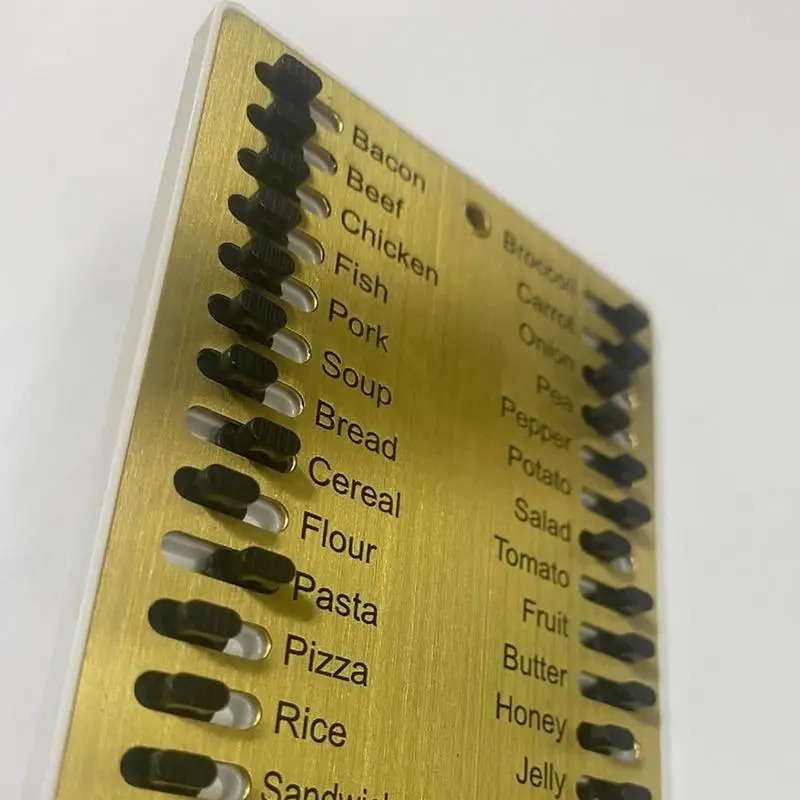 Bacon
Beef
Chicken
Fish
Pork
Soup
Bread
Cereal
Flour
Pasta
Pizza
Rice
Broccoli
Carrot
Onion
Pea
Pepper
Potato
Salad
Tomato
Fruit
Butter
Honey
Jelly